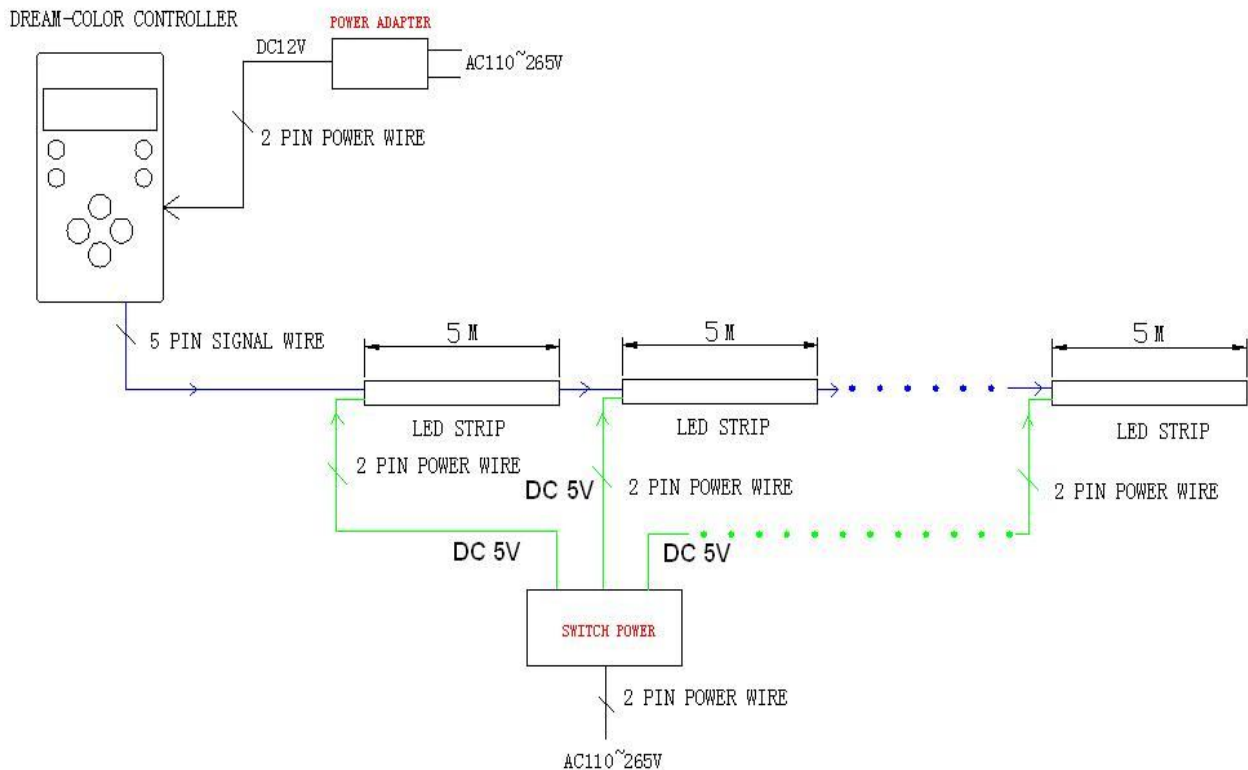 DREAM-COLOR CONTROLLER
POWER ADAPTER
DC12V
AC110~265V
2 PIN POWER WIRE
5 PIN SIGNAL WIRE
5 M
5 M
5 M
LED STRIP
LED STRIP
LED STRIP
2 PIN POWER WIRE
DC 5V
2 PIN POWER WIRE
2 PIN POWER WIRE
DC 5V
DC 5V
SWITCH POWER
2 PIN POWER WIRE
AC110~265V